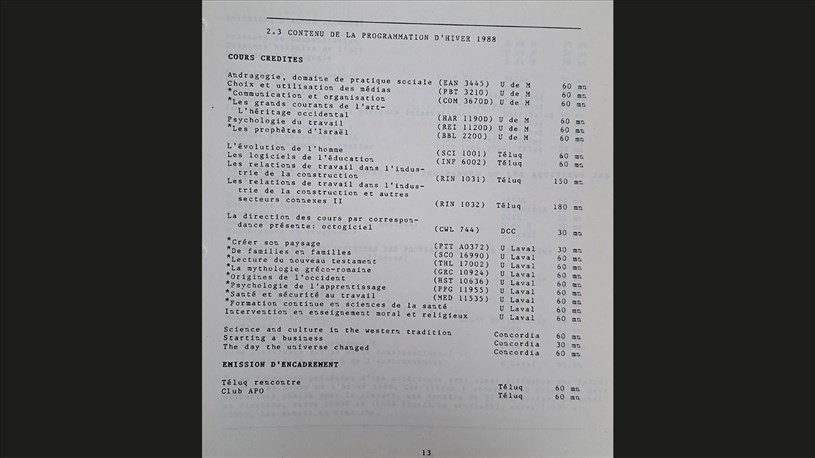 2.3 CONTENU DE LA PROGRAMMATION D'HIVER 1988
COURS CREDITES
Andragogie, domaine de pratique sociale (EAN 3445) U de M 60 mn
Choix et utilisation des médias (PBT 3210) U de M 60 mn
*Communication et organisation (COM 3670D) U de M 60 mn
*Les grands courants de l'art-
L'héritage occidental (HAR 1190D) U de M 60 mn
Psychologie du travail (REI 1120D) U de M 60 mn
*Les prophètes d'Israël (BBL 2200) U de M 60 mn
L'évolution de l'homme (SCI 1001) Téluq 60 mn
Les logiciels de l'éducation (INF 6002) Téluq 60 mn
Les relations de travail dans l'indus-
trie de la construction (RIN 1031) Téluq 150 mn
Les relations de travail dans l'indus-
trie de la construction et autres
secteurs connexes II (RIN 1032) Téluq 180 mn
La direction des cours par correspon-
dance présente: octogiciel (CWL 744) DCC 30 mn
*Créer son paysage (PTT A0372) U Laval 30 mn
*De familles en familles (SCO 16990) U Laval 60 mn
*Lecture du nouveau testament (THL 17002) U Laval 60 mn
*La mythologie gréco-romaine (GRC 10924) U Laval 60 mn
*Origines de l'occident (HST 10636) U Laval 60 mn
*Psychologie de l'apprentissage (PPG 11955) U Laval 60 mn
*Santé et sécurité au travail (MED 11535) U Laval 60 mn
*Formation continue en sciences de la santé U Laval 60 mn
Intervention en enseignement moral et religieux U Laval 60 mn
Science and culture in the western tradition Concordia 60 mn
Starting a business Concordia 30 mn
The day the universe changed Concordia 60 mn
EMISSION D'ENCADREMENT
Téluq rencontre Téluq 60 mn
Club APO Téluq 60 mn
13